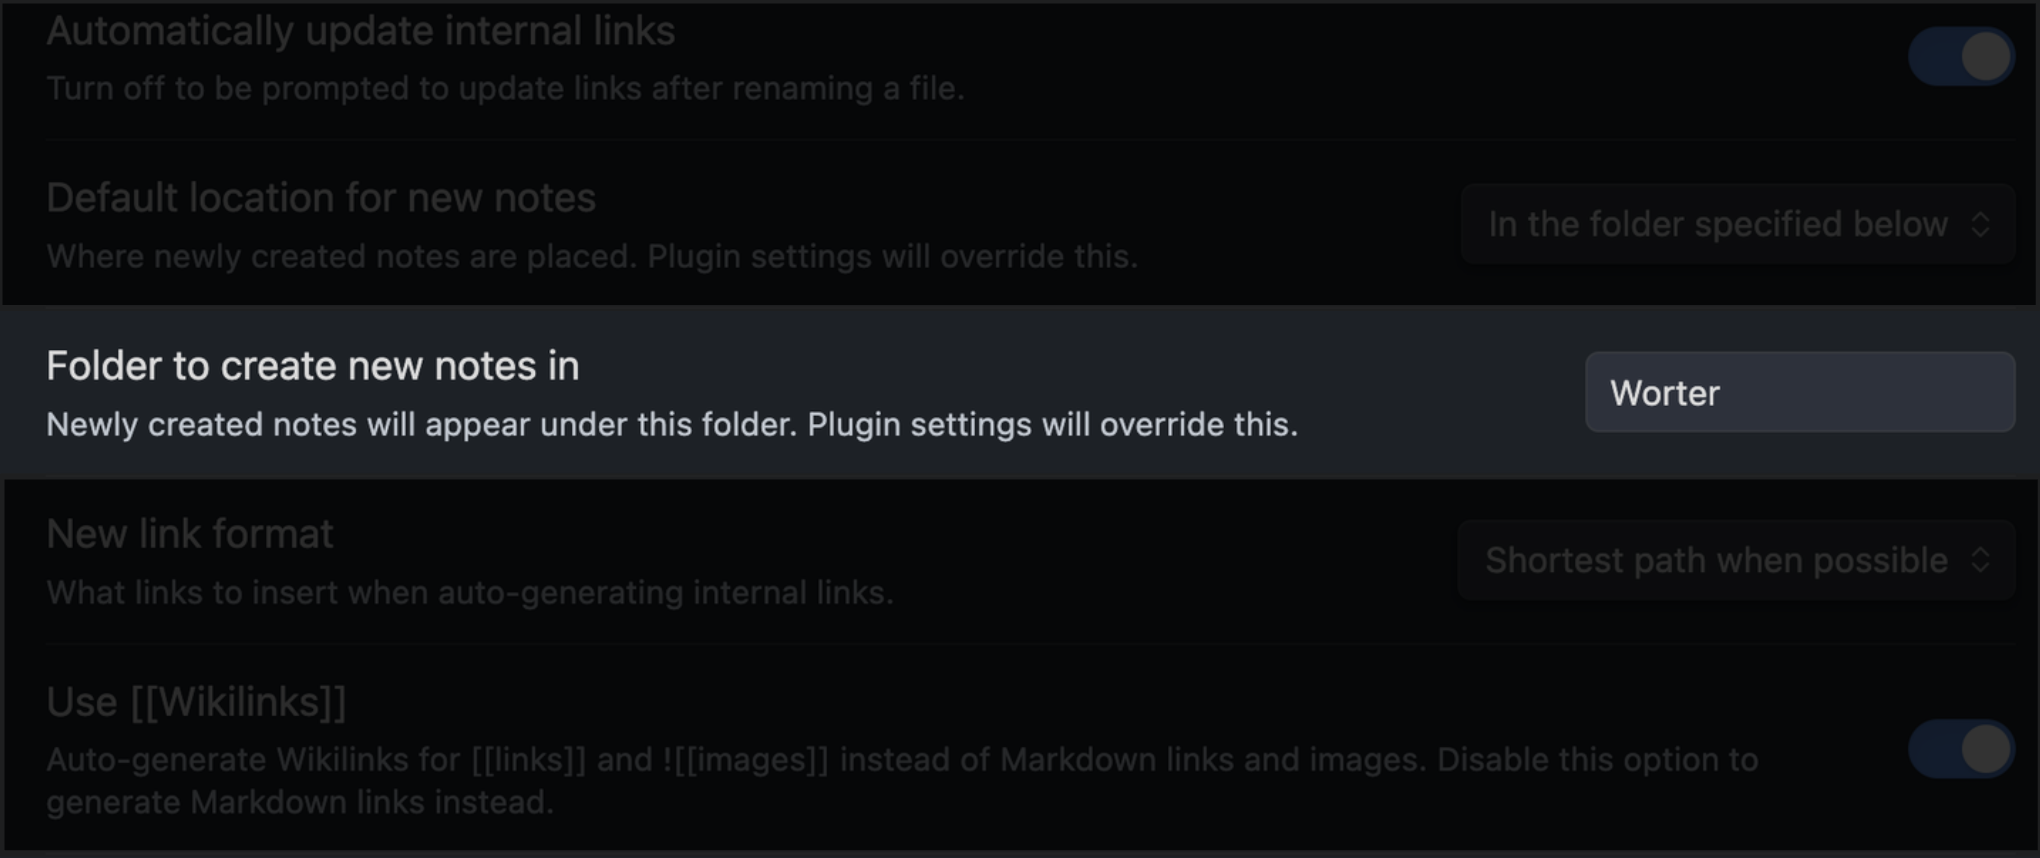 Automatically update internal links
Turn off to be prompted to update links after renaming a file.
Default location for new notes
Where newly created notes are placed. Plugin settings will override this.
In the folder specified below
Folder to create new notes in
Newly created notes will appear under this folder. Plugin settings will override this.
Worter
New link format
What links to insert when auto-generating internal links.
Shortest path when possible
Use [[Wikilinks]]
Auto-generate Wikilinks for [[links]] and ![[images]] instead of Markdown links and images. Disable this option to
generate Markdown links instead.